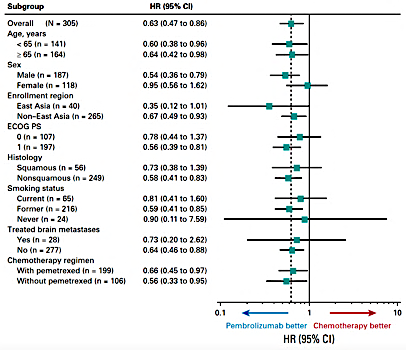 Subgroup HR (95% CI) HR (95% CI)
Overall (N = 305) 0.63 (0.47 to 0.86)
Age, years
< 65 (n = 141) 0.60 (0.38 to 0.96)
≥ 65 (n = 164) 0.64 (0.42 to 0.98)
Sex
Male (n = 187) 0.54 (0.36 to 0.79)
Female (n = 118) 0.95 (0.56 to 1.62)
Enrollment region
East Asia (n = 40) 0.35 (0.12 to 1.01)
Non–East Asia (n = 265) 0.67 (0.49 to 0.93)
ECOG PS
0 (n = 107) 0.78 (0.44 to 1.37)
1 (n = 197) 0.56 (0.39 to 0.81)
Histology
Squamous (n = 56) 0.73 (0.38 to 1.39)
Nonsquamous (n = 249) 0.58 (0.41 to 0.83)
Smoking status
Current (n = 65) 0.81 (0.41 to 1.60)
Former (n = 216) 0.59 (0.41 to 0.85)
Never (n = 24) 0.90 (0.11 to 7.59)
Treated brain metastases
Yes (n = 28) 0.73 (0.20 to 2.62)
No (n = 277) 0.64 (0.46 to 0.88)
Chemotherapy regimen
With pemetrexed (n = 199) 0.66 (0.45 to 0.97)
Without pemetrexed (n = 106) 0.56 (0.33 to 0.95)
0.1 1 10
Pembrolizumab better Chemotherapy better
HR (95% CI)